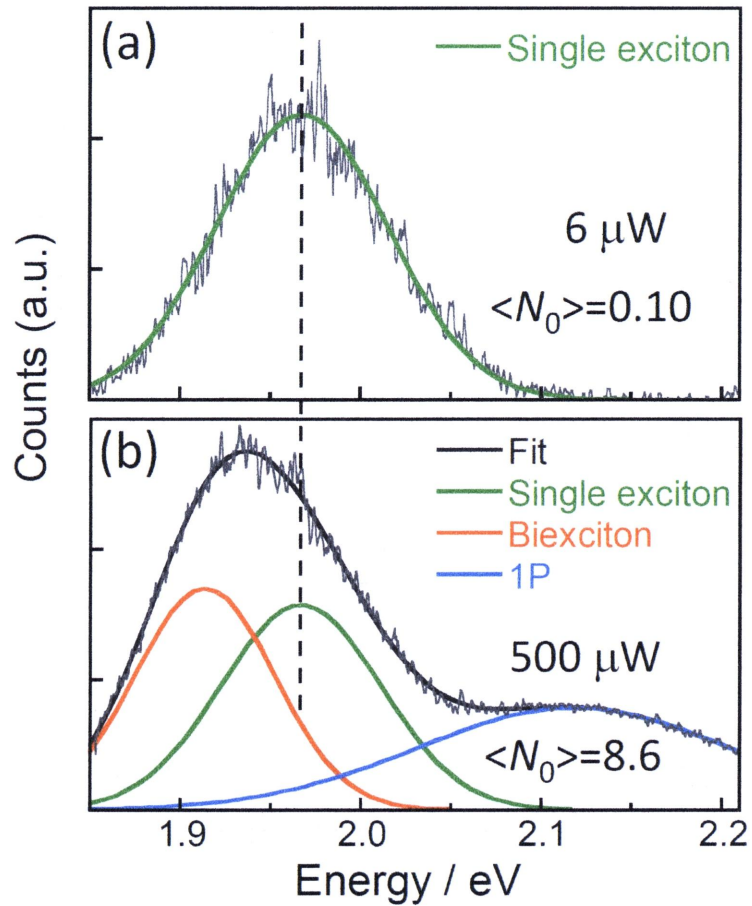 (a)
Single exciton
6 μW
<N₀>=0.10
Counts (a.u.)
(b)
Fit
Single exciton
Biexciton
1P
500 μW
<N₀>=8.6
1.9 2.0 2.1 2.2
Energy / eV